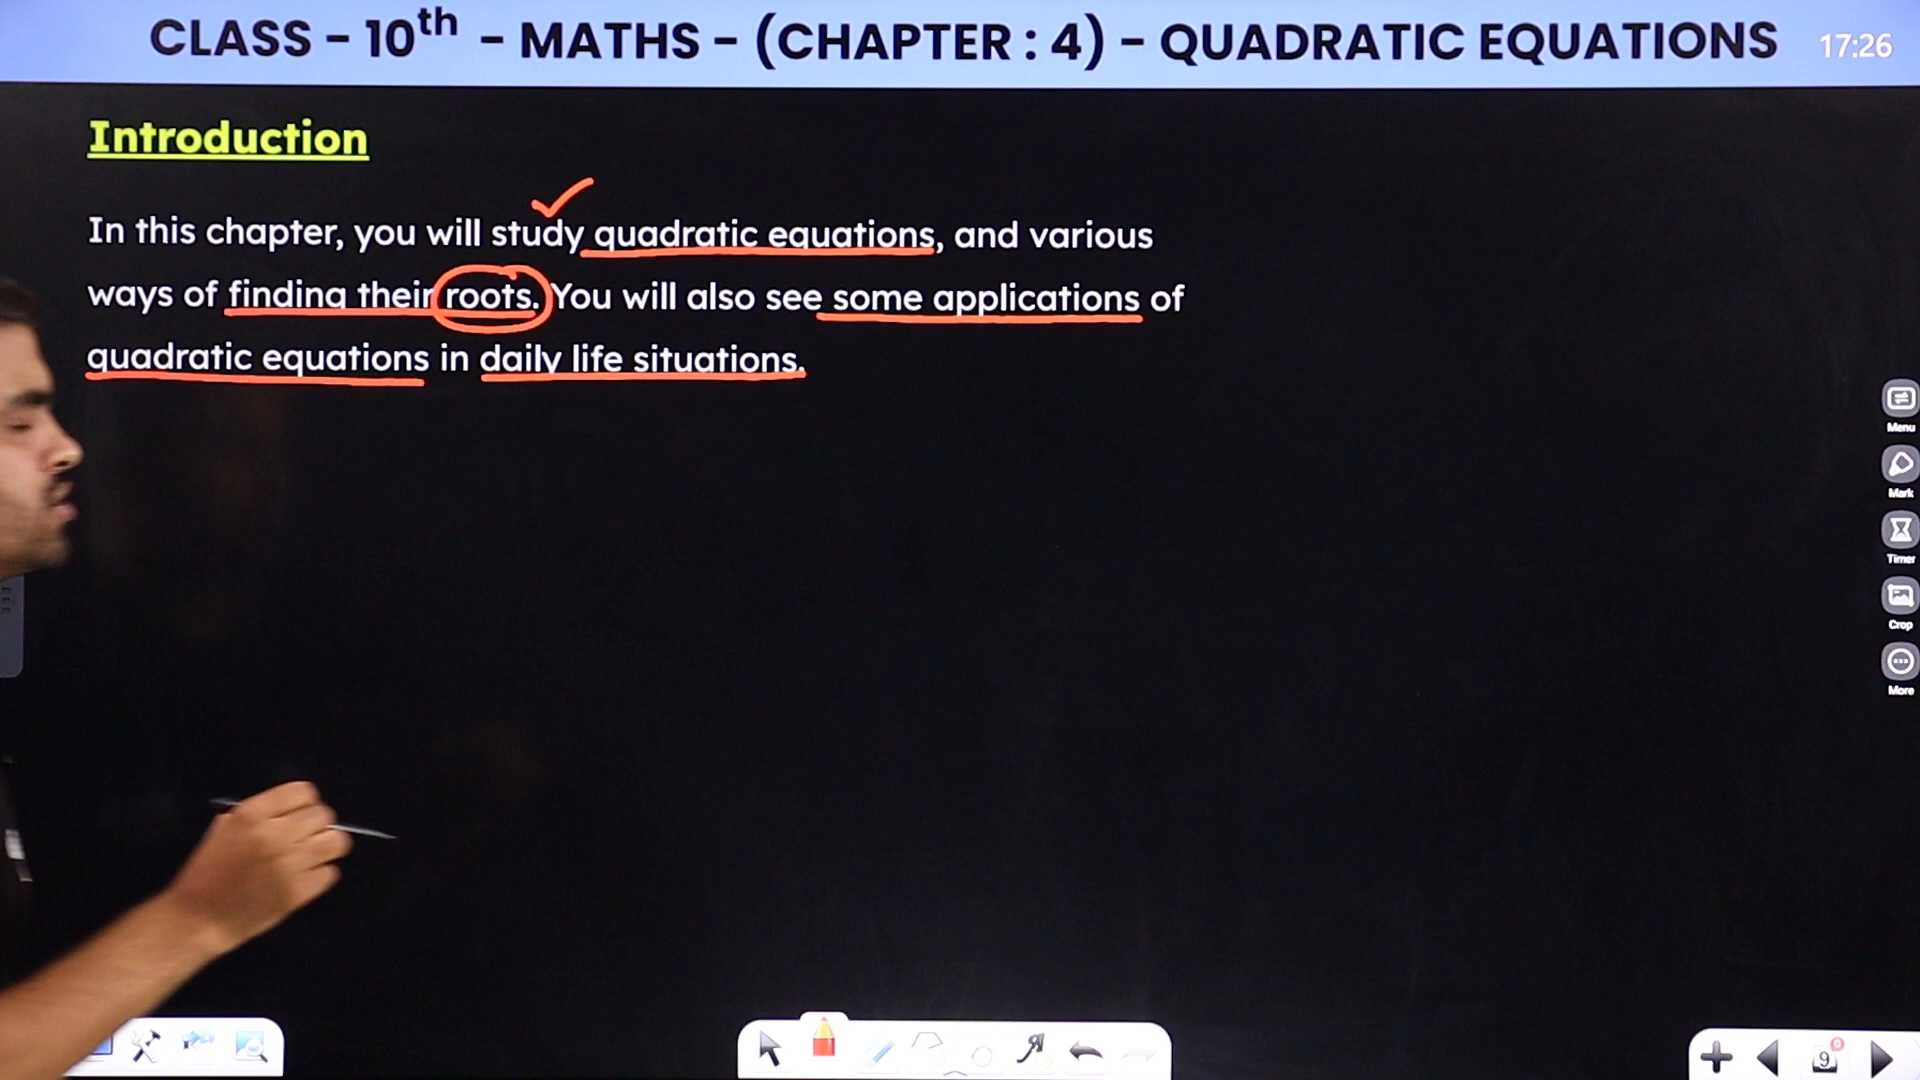 CLASS - 10th - MATHS - (CHAPTER : 4) - QUADRATIC EQUATIONS
17:26
Introduction
In this chapter, you will study quadratic equations, and various
ways of finding their roots. You will also see some applications of
quadratic equations in daily life situations.
Menu
Mark
Timer
Crop
More
9
0